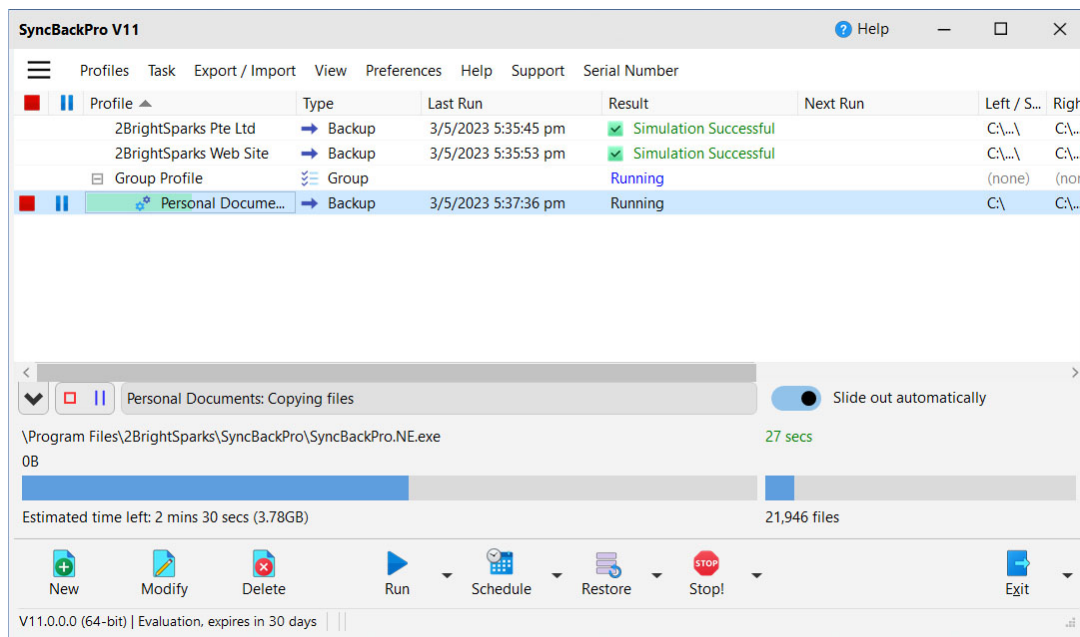 SyncBackPro V11 Help
Profiles Task Export / Import View Preferences Help Support Serial Number
Profile Type Last Run Result Next Run Left / S... Righ
2BrightSparks Pte Ltd Backup 3/5/2023 5:35:45 pm Simulation Successful C:\...\ C:\...
2BrightSparks Web Site Backup 3/5/2023 5:35:53 pm Simulation Successful C:\...\ C:\...
Group Profile Group Running (none) (nor
Personal Docume... Backup 3/5/2023 5:37:36 pm Running C:\ C:\...
Personal Documents: Copying files Slide out automatically
\Program Files\2BrightSparks\SyncBackPro\SyncBackPro.NE.exe 27 secs
0B
Estimated time left: 2 mins 30 secs (3.78GB) 21,946 files
STOP
New Modify Delete Run Schedule Restore Stop! Exit
V11.0.0.0 (64-bit) | Evaluation, expires in 30 days